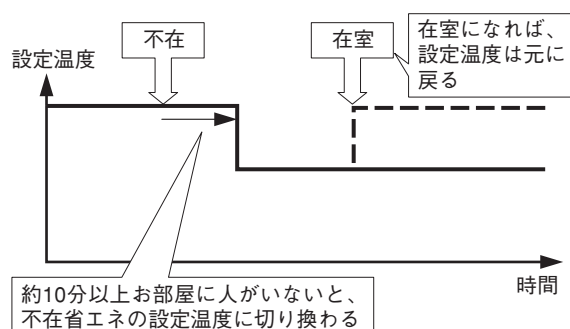 不在
在室
在室になれば、
設定温度は元に
戻る
設定温度
時間
約10分以上お部屋に人がいないと、
不在省エネの設定温度に切り換わる